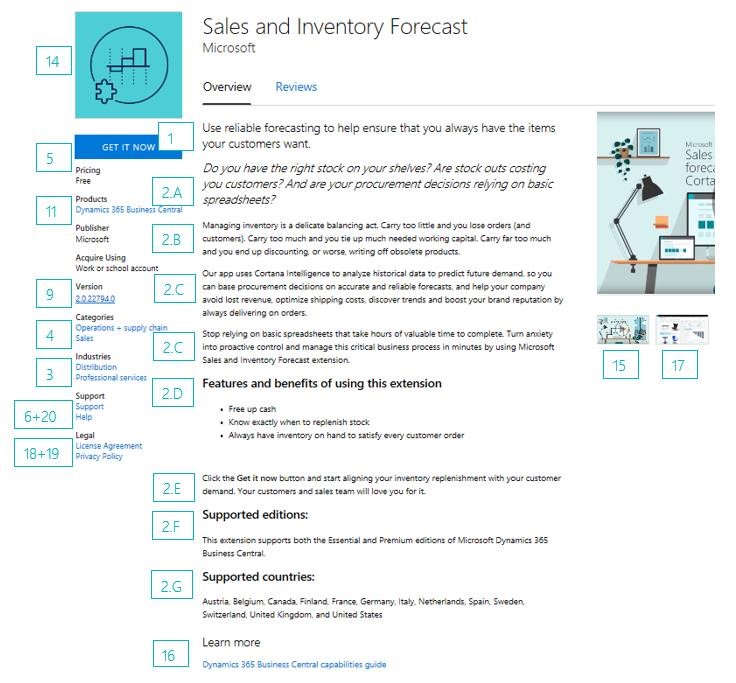 14
5
GET IT NOW
Pricing
Free
11
Products
Dynamics 365 Business Central
Publisher
Microsoft
Acquire Using
Work or school account
9
Version
2.0.22794.0
4
Categories
Operations + supply chain
Sales
3
Industries
Distribution
Professional services
6+20
Support
Support
Help
18+19
Legal
License Agreement
Privacy Policy
Sales and Inventory Forecast
Microsoft
Overview Reviews
1
Use reliable forecasting to help ensure that you always have the items
your customers want.
2.A
Do you have the right stock on your shelves? Are stock outs costing
you customers? And are your procurement decisions relying on basic
spreadsheets?
2.B
Managing inventory is a delicate balancing act. Carry too little and you lose orders (and
customers). Carry too much and you tie up much needed working capital. Carry far too much
and you end up discounting, or worse, writing off obsolete products.
2.C
Our app uses Cortana Intelligence to analyze historical data to predict future demand, so you
can base procurement decisions on accurate and reliable forecasts, and help your company
avoid lost revenue, optimize shipping costs, discover trends and boost your brand reputation by
always delivering on orders.
2.C
Stop relying on basic spreadsheets that take hours of valuable time to complete. Turn anxiety
into proactive control and manage this critical business process in minutes by using Microsoft
Sales and Inventory Forecast extension.
2.D
Features and benefits of using this extension
• Free up cash
• Know exactly when to replenish stock
• Always have inventory on hand to satisfy every customer order
2.E
Click the Get it now button and start aligning your inventory replenishment with your customer
demand. Your customers and sales team will love you for it.
2.F
Supported editions:
This extension supports both the Essential and Premium editions of Microsoft Dynamics 365
Business Central.
2.G
Supported countries:
Austria, Belgium, Canada, Finland, France, Germany, Italy, Netherlands, Spain, Sweden,
Switzerland, United Kingdom, and United States
16
Learn more
Dynamics 365 Business Central capabilities guide
Microsoft
Sales
foreca
Corta
15
17